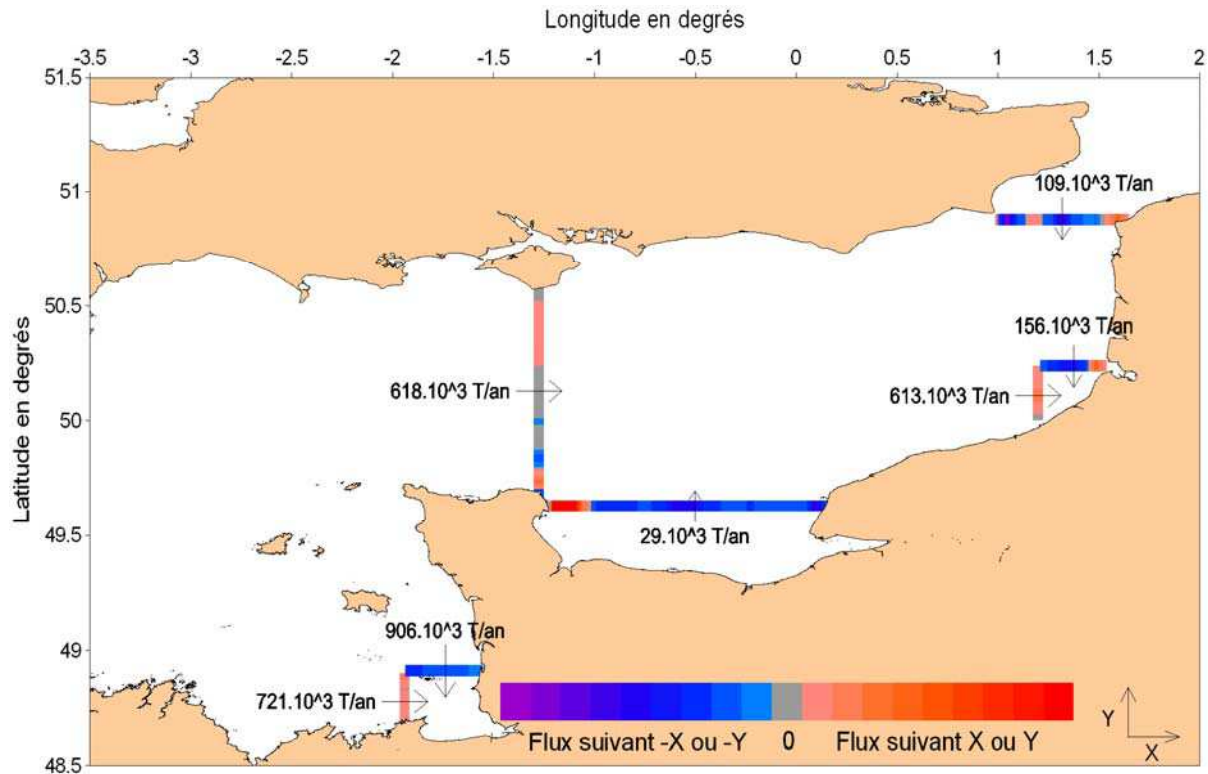 Longitude en degrés
-3.5 -3 -2.5 -2 -1.5 -1 -0.5 0 0.5 1 1.5 2
51.5
51
50.5
50
49.5
49
48.5
Latitude en degrés
109.10^3 T/an
156.10^3 T/an
618.10^3 T/an
613.10^3 T/an
29.10^3 T/an
906.10^3 T/an
721.10^3 T/an
Flux suivant -X ou -Y 0 Flux suivant X ou Y
Y
X